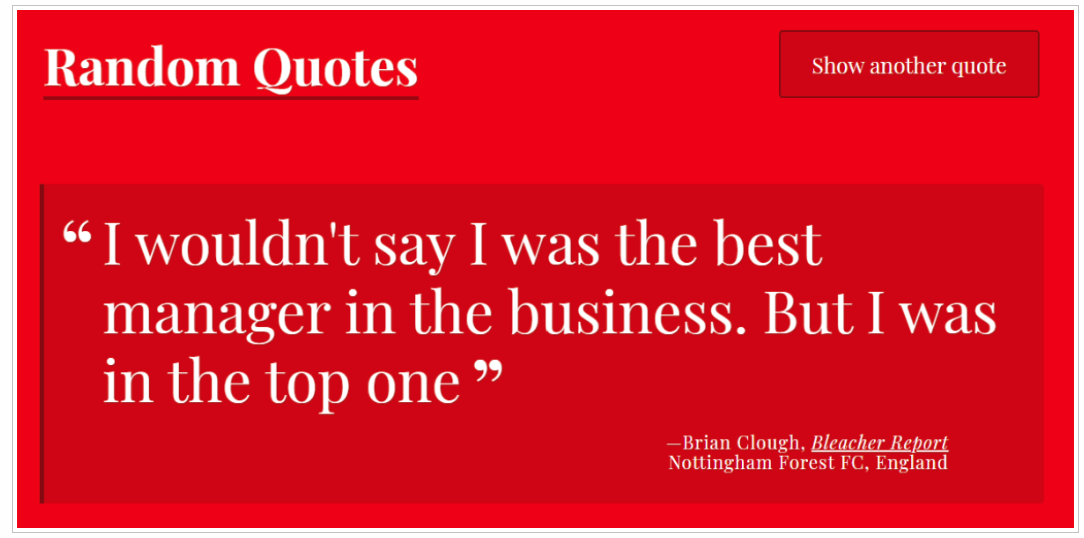 Random Quotes
Show another quote
“ I wouldn't say I was the best
manager in the business. But I was
in the top one ”
—Brian Clough, Bleacher Report
Nottingham Forest FC, England